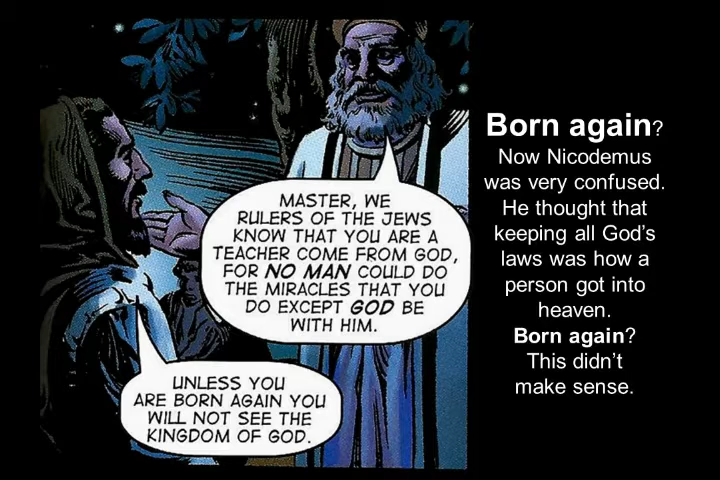 MASTER, WE
RULERS OF THE JEWS
KNOW THAT YOU ARE A
TEACHER COME FROM GOD,
FOR NO MAN COULD DO
THE MIRACLES THAT YOU
DO EXCEPT GOD BE
WITH HIM.
UNLESS YOU
ARE BORN AGAIN YOU
WILL NOT SEE THE
KINGDOM OF GOD.
Born again?
Now Nicodemus
was very confused.
He thought that
keeping all God's
laws was how a
person got into
heaven.
Born again?
This didn't
make sense.